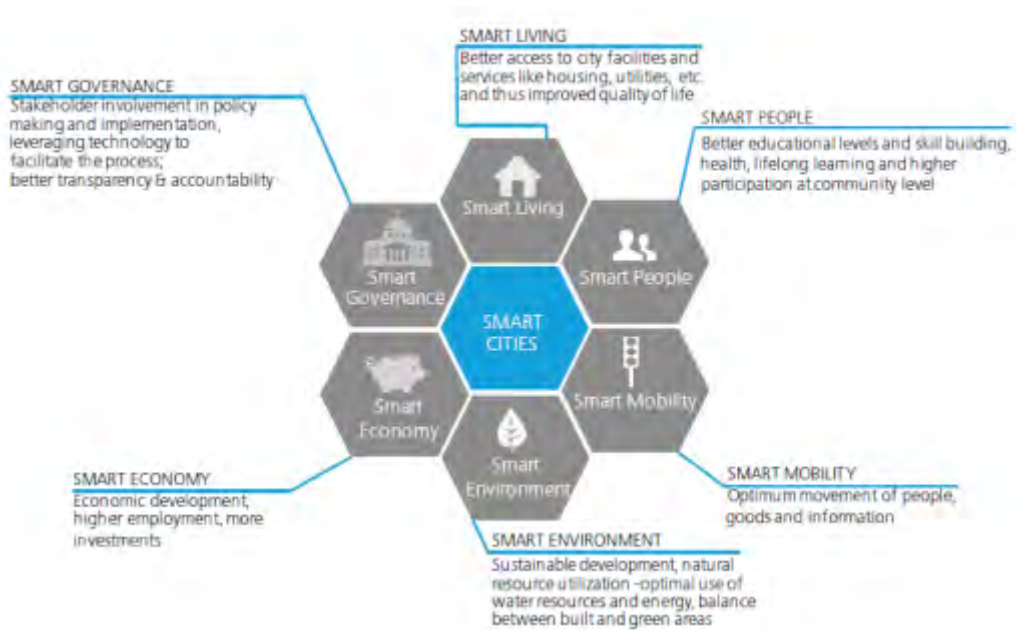 SMART LIVING
Better access to city facilities and
services like housing, utilities, etc.
and thus improved quality of life
SMART GOVERNANCE
Stakeholder involvement in policy
making and implementation,
leveraging technology to
facilitate the process;
better transparency & accountability
SMART PEOPLE
Better educational levels and skill building,
health, lifelong learning and higher
participation at community level
Smart Living
Smart
Governance
Smart People
SMART
CITIES
Smart
Economy
Smart Mobility
Smart
Environment
SMART ECONOMY
Economic development,
higher employment, more
investments
SMART MOBILITY
Optimum movement of people,
goods and information
SMART ENVIRONMENT
Sustainable development, natural
resource utilization -optimal use of
water resources and energy, balance
between built and green areas